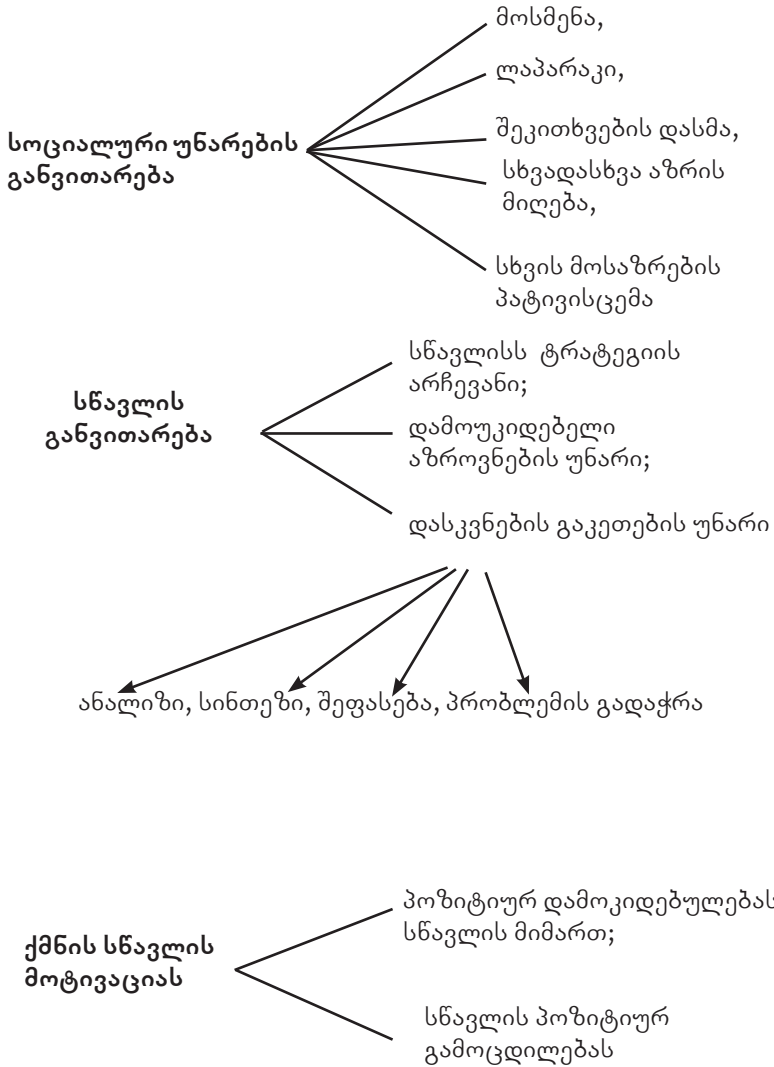 მოსმენა,
ლაპარაკი,
შეკითხვების დასმა,
სოციალური უნარების
განვითარება
სხვადასხვა აზრის
მიღება,
სხვის მოსაზრების
პატივისცემა
სწავლისს ტრატეგიის
არჩევანი;
სწავლის
განვითარება
დამოუკიდებელი
აზროვნების უნარი;
დასკვნების გაკეთების უნარი
ანალიზი, სინთეზი, შეფასება, პრობლემის გადაჭრა
პოზიტიურ დამოკიდებულებას
სწავლის მიმართ;
ქმნის სწავლის
მოტივაციას
სწავლის პოზიტიურ
გამოცდილებას